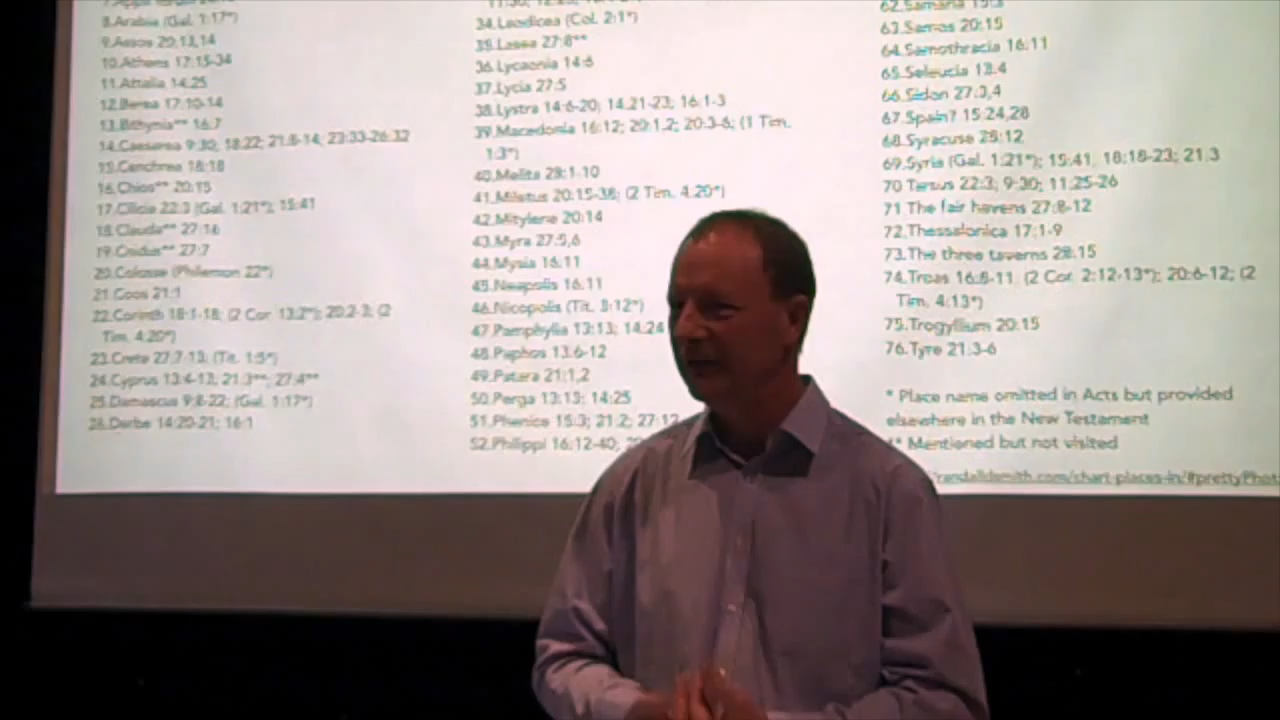 8.Arabia (Gal. 1:17*)
9.Assos 20:13,14
10.Athens 17:15-34
11.Attalia 14:25
12.Berea 17:10-14
13.Bithynia** 16:7
14.Caesarea 9:30; 18:22; 21:8-14; 23:33-26:32
15.Cenchrea 18:18
16.Chios** 20:15
17.Cilicia 22:3 (Gal. 1:21*); 15:41
18.Clauda** 27:16
19.Cnidus** 27:7
20.Colosse (Philemon 22*)
21.Coos 21:1
22.Corinth 18:1-18; (2 Cor. 13:2*); 20:2-3; (2
Tim. 4:20*)
23.Crete 27:7-13; (Tit. 1:5*)
24.Cyprus 13:4-12; 21:3**; 27:4**
25.Damascus 9:8-22; (Gal. 1:17*)
26.Derbe 14:20-21; 16:1
34.Laodicea (Col. 2:1*)
35.Lasea 27:8**
36.Lycaonia 14:6
37.Lycia 27:5
38.Lystra 14:6-20; 14:21-23; 16:1-3
39.Macedonia 16:12; 20:1,2; 20:3-6; (1 Tim.
1:3*)
40.Melita 28:1-10
41.Miletus 20:15-38; (2 Tim. 4:20*)
42.Mitylene 20:14
43.Myra 27:5,6
44.Mysia 16:11
45.Neapolis 16:11
46.Nicopolis (Tit. 3:12*)
47.Pamphylia 13:13; 14:24
48.Paphos 13:6-12
49.Patara 21:1,2
50.Perga 13:13; 14:25
51.Phenice 15:3; 21:2; 27:12
52.Philippi 16:12-40;
62.Samaria 15:3
63.Samos 20:15
64.Samothracia 16:11
65.Seleucia 13:4
66.Sidon 27:3,4
67.Spain? 15:24,28
68.Syracuse 28:12
69.Syria (Gal. 1:21*); 15:41; 18:18-23; 21:3
70 Tarsus 22:3; 9:30; 11:25-26
71 The fair havens 27:8-12
72.Thessalonica 17:1-9
73.The three taverns 28:15
74.Troas 16:8-11; (2 Cor. 2:12-13*); 20:6-12; (2
Tim. 4:13*)
75.Trogyllium 20:15
76.Tyre 21:3-6
* Place name omitted in Acts but provided
elsewhere in the New Testament
* Mentioned but not visited
randalldsmith.com/chart-places-in/#prettyPhot